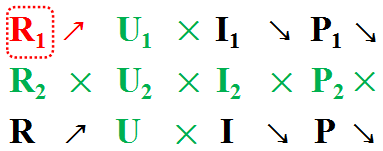 R₁ ↗ U₁ × I₁ ↘ P₁ ↘
R₂ × U₂ × I₂ × P₂ ×
R ↗ U × I ↘ P ↘